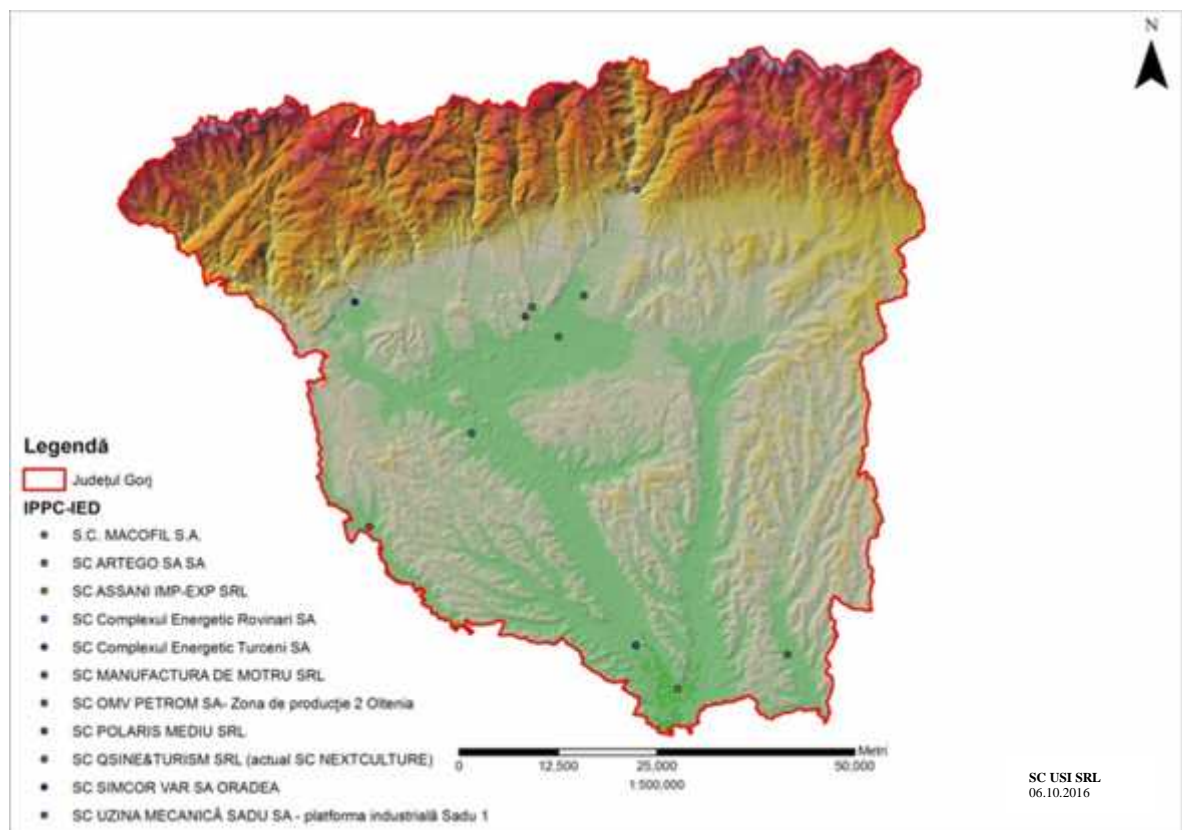 N
Legendă
Județul Gorj
IPPC-IED
S.C. MACOFIL S.A.
SC ARTEGO SA SA
SC ASSANI IMP-EXP SRL
SC Complexul Energetic Rovinari SA
SC Complexul Energetic Turceni SA
SC MANUFACTURA DE MOTRU SRL
SC OMV PETROM SA- Zona de producție 2 Oltenia
SC POLARIS MEDIU SRL
SC QSINE&TURISM SRL (actual SC NEXTCULTURE)
SC SIMCOR VAR SA ORADEA
SC UZINA MECANICĂ SADU SA - platforma industrială Sadu 1
Metri
0 12.500 25.000 50.000
1:500.000
SC USI SRL
06.10.2016